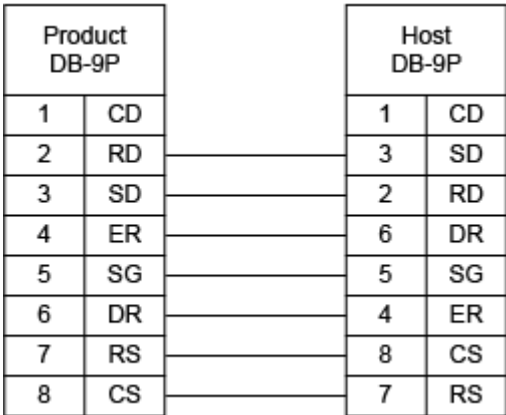 Product Host
DB-9P DB-9P
1 CD 1 CD
2 RD 3 SD
3 SD 2 RD
4 ER 6 DR
5 SG 5 SG
6 DR 4 ER
7 RS 8 CS
8 CS 7 RS